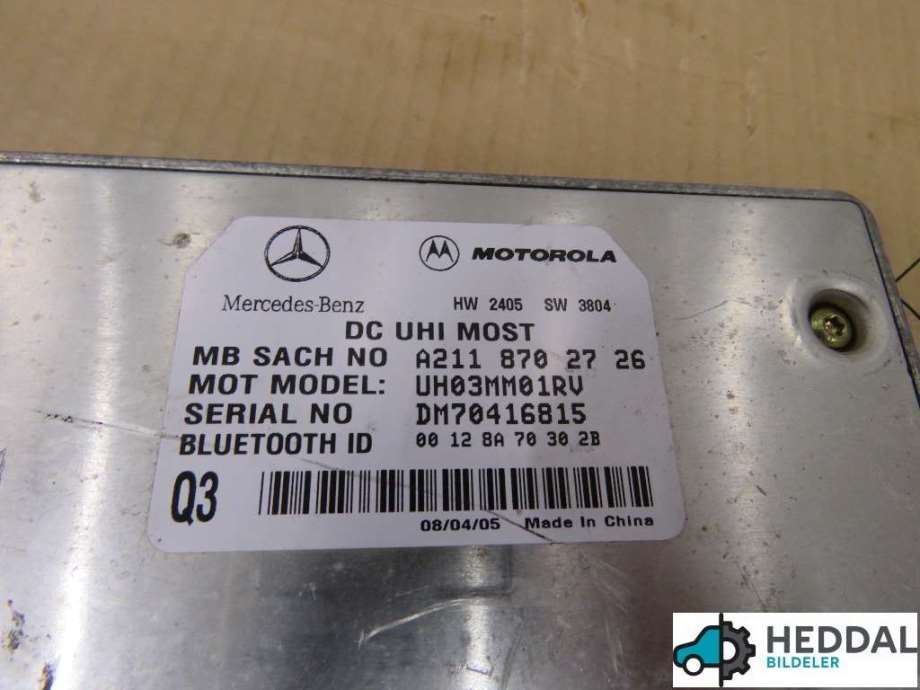 MOTOROLA
Mercedes-Benz
HW 2405 SW 3804
DC UHI MOST
MB SACH NO A211 870 27 26
MOT MODEL: UH03MM01RV
SERIAL NO DM70416815
BLUETOOTH ID 00 12 8A 70 30 2B
Q3
08/04/05 Made In China
HEDDAL
BILDELER